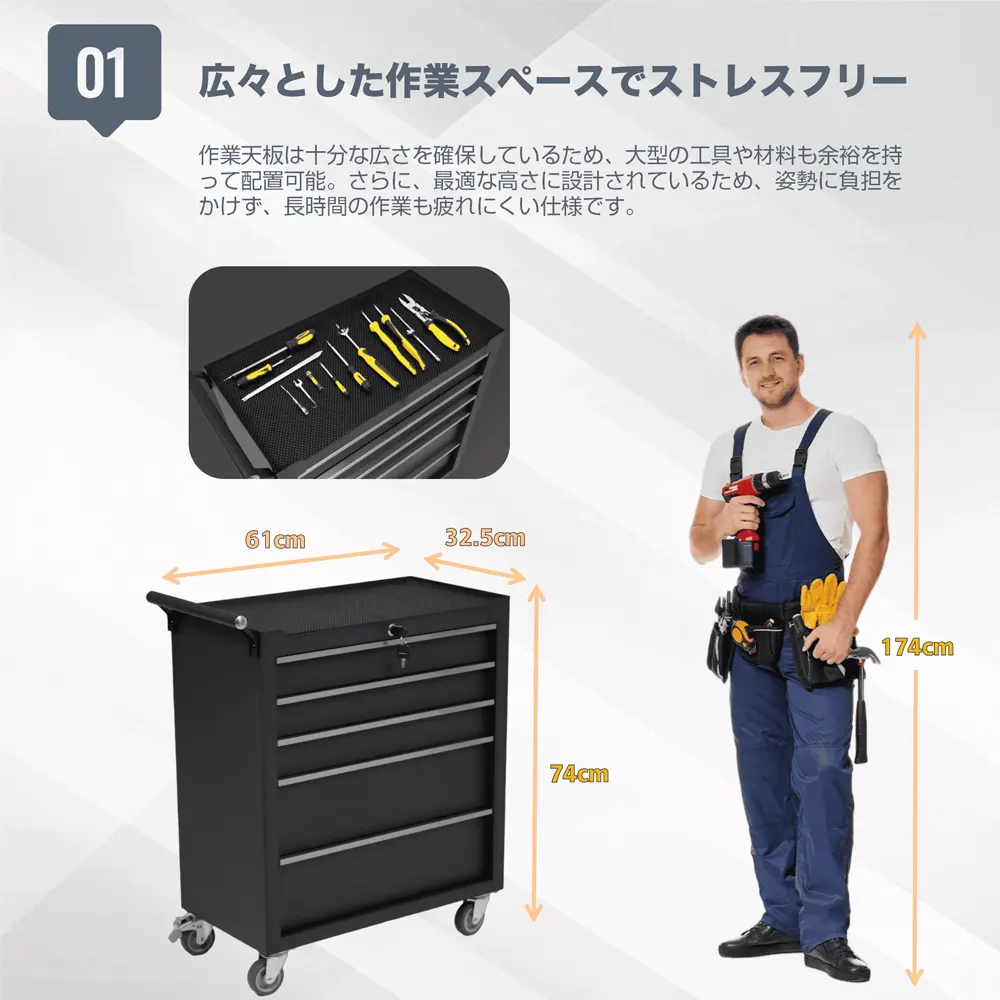 01
広々とした作業スペースでストレスフリー
作業天板は十分な広さを確保しているため、大型の工具や材料も余裕を持
って配置可能。さらに、最適な高さに設計されているため、姿勢に負担を
かけず、長時間の作業も疲れにくい仕様です。
61cm
32.5cm
174cm
74cm